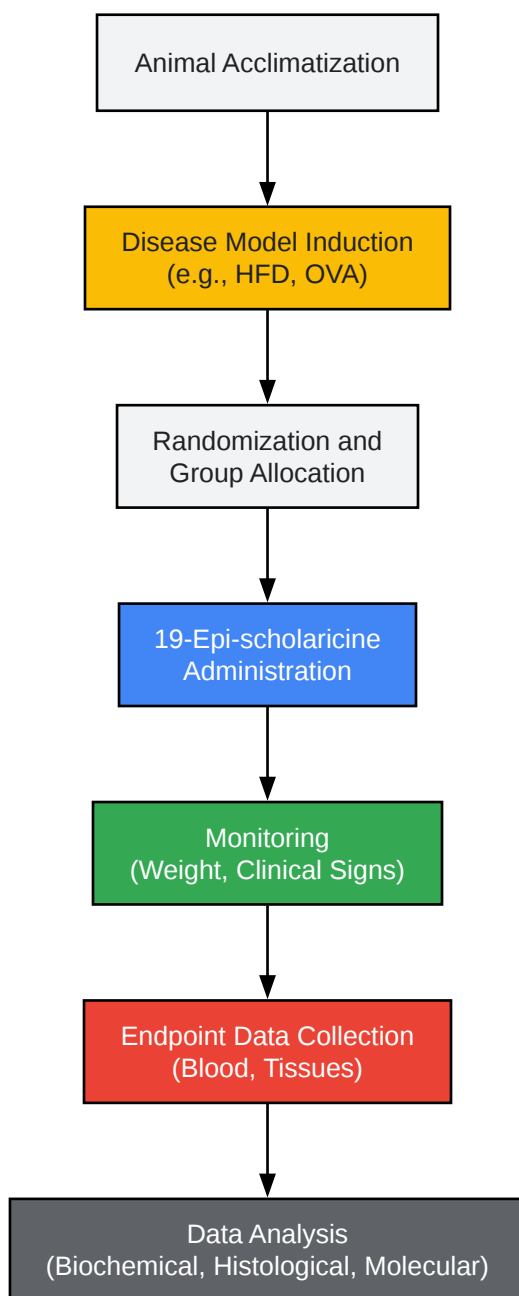 Animal Acclimatization
Disease Model Induction
(e.g., HFD, OVA)
Randomization and
Group Allocation
19-Epi-scholaricine
Administration
Monitoring
(Weight, Clinical Signs)
Endpoint Data Collection
(Blood, Tissues)
Data Analysis
(Biochemical, Histological, Molecular)